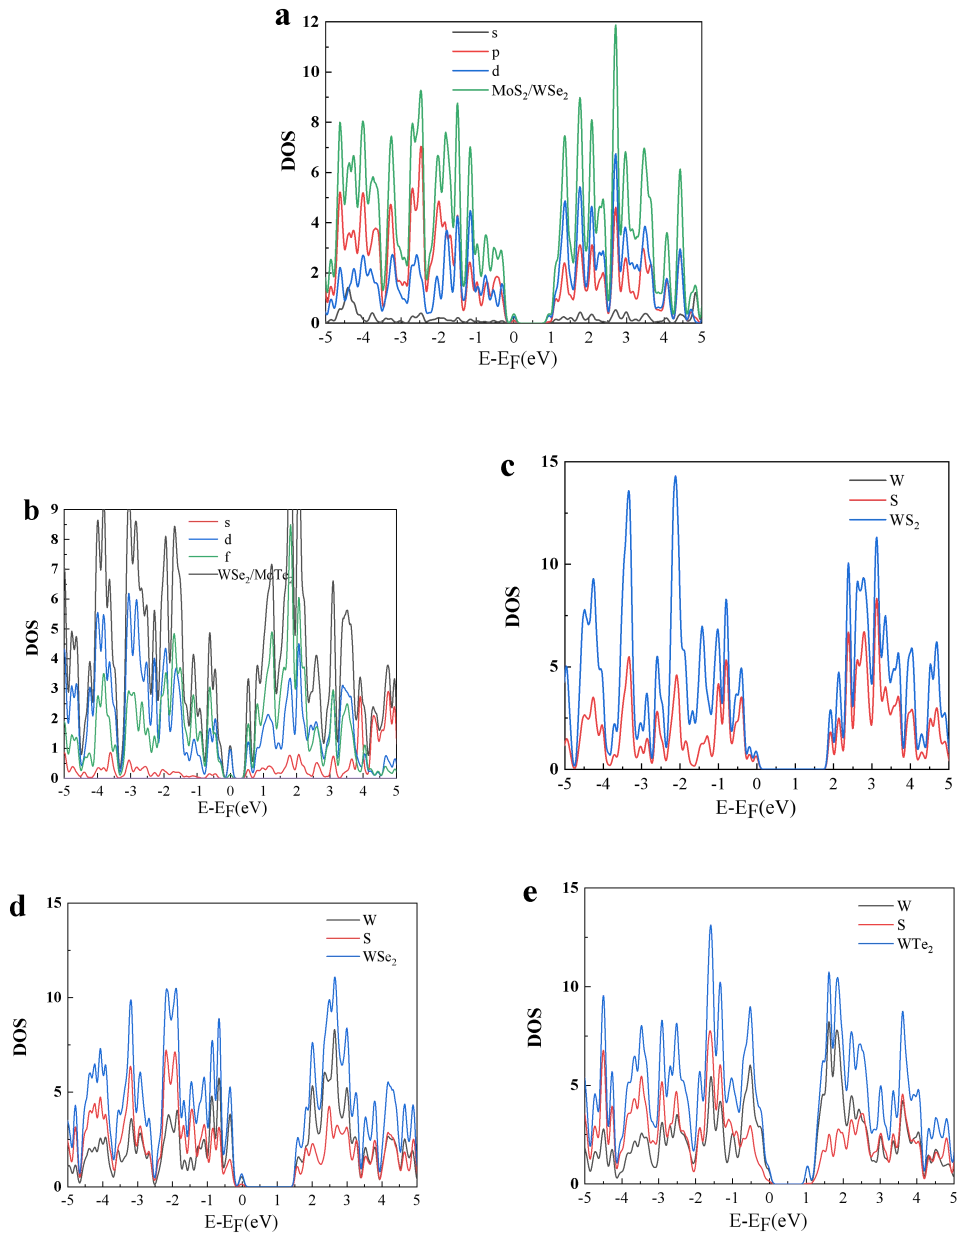 a
12
10
8
6
4
2
0
DOS
s
p
d
MoS₂/WSe₂
-5 -4 -3 -2 -1 0 1 2 3 4 5
E-EF(eV)
b
9
8
7
6
5
4
3
2
1
0
DOS
s
d
f
WSe₂/MoTe₂
-5 -4 -3 -2 -1 0 1 2 3 4 5
E-EF(eV)
c
15
10
5
0
DOS
W
S
WS₂
-5 -4 -3 -2 -1 0 1 2 3 4 5
E-EF(eV)
d
15
10
5
0
DOS
W
S
WSe₂
-5 -4 -3 -2 -1 0 1 2 3 4 5
E-EF(eV)
e
15
10
5
0
DOS
W
S
WTe₂
-5 -4 -3 -2 -1 0 1 2 3 4 5
E-EF(eV)